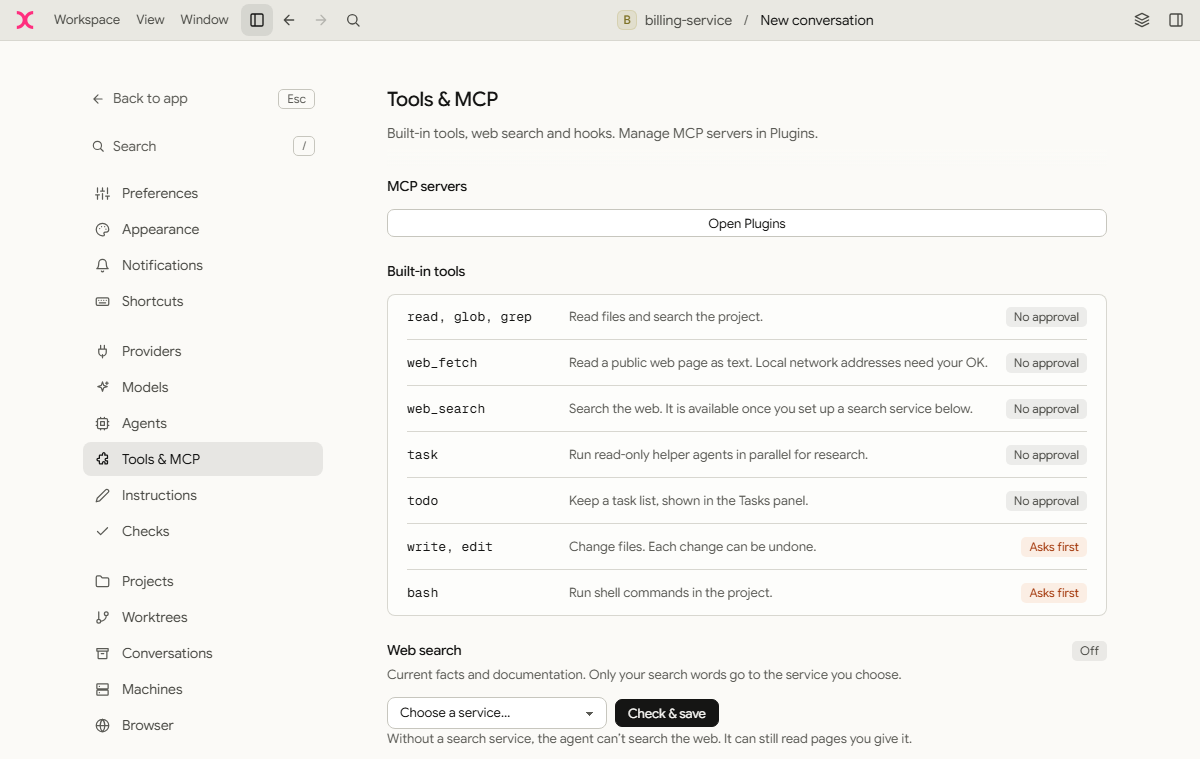 Workspace View Window
B billing-service / New conversation
Back to app Esc
Search /
Preferences
Appearance
Notifications
Shortcuts
Providers
Models
Agents
Tools & MCP
Instructions
Checks
Projects
Worktrees
Conversations
Machines
Browser
Tools & MCP
Built-in tools, web search and hooks. Manage MCP servers in Plugins.
MCP servers
Open Plugins
Built-in tools
read, glob, grep Read files and search the project. No approval
web_fetch Read a public web page as text. Local network addresses need your OK. No approval
web_search Search the web. It is available once you set up a search service below. No approval
task Run read-only helper agents in parallel for research. No approval
todo Keep a task list, shown in the Tasks panel. No approval
write, edit Change files. Each change can be undone. Asks first
bash Run shell commands in the project. Asks first
Web search Off
Current facts and documentation. Only your search words go to the service you choose.
Choose a service... Check & save
Without a search service, the agent can't search the web. It can still read pages you give it.